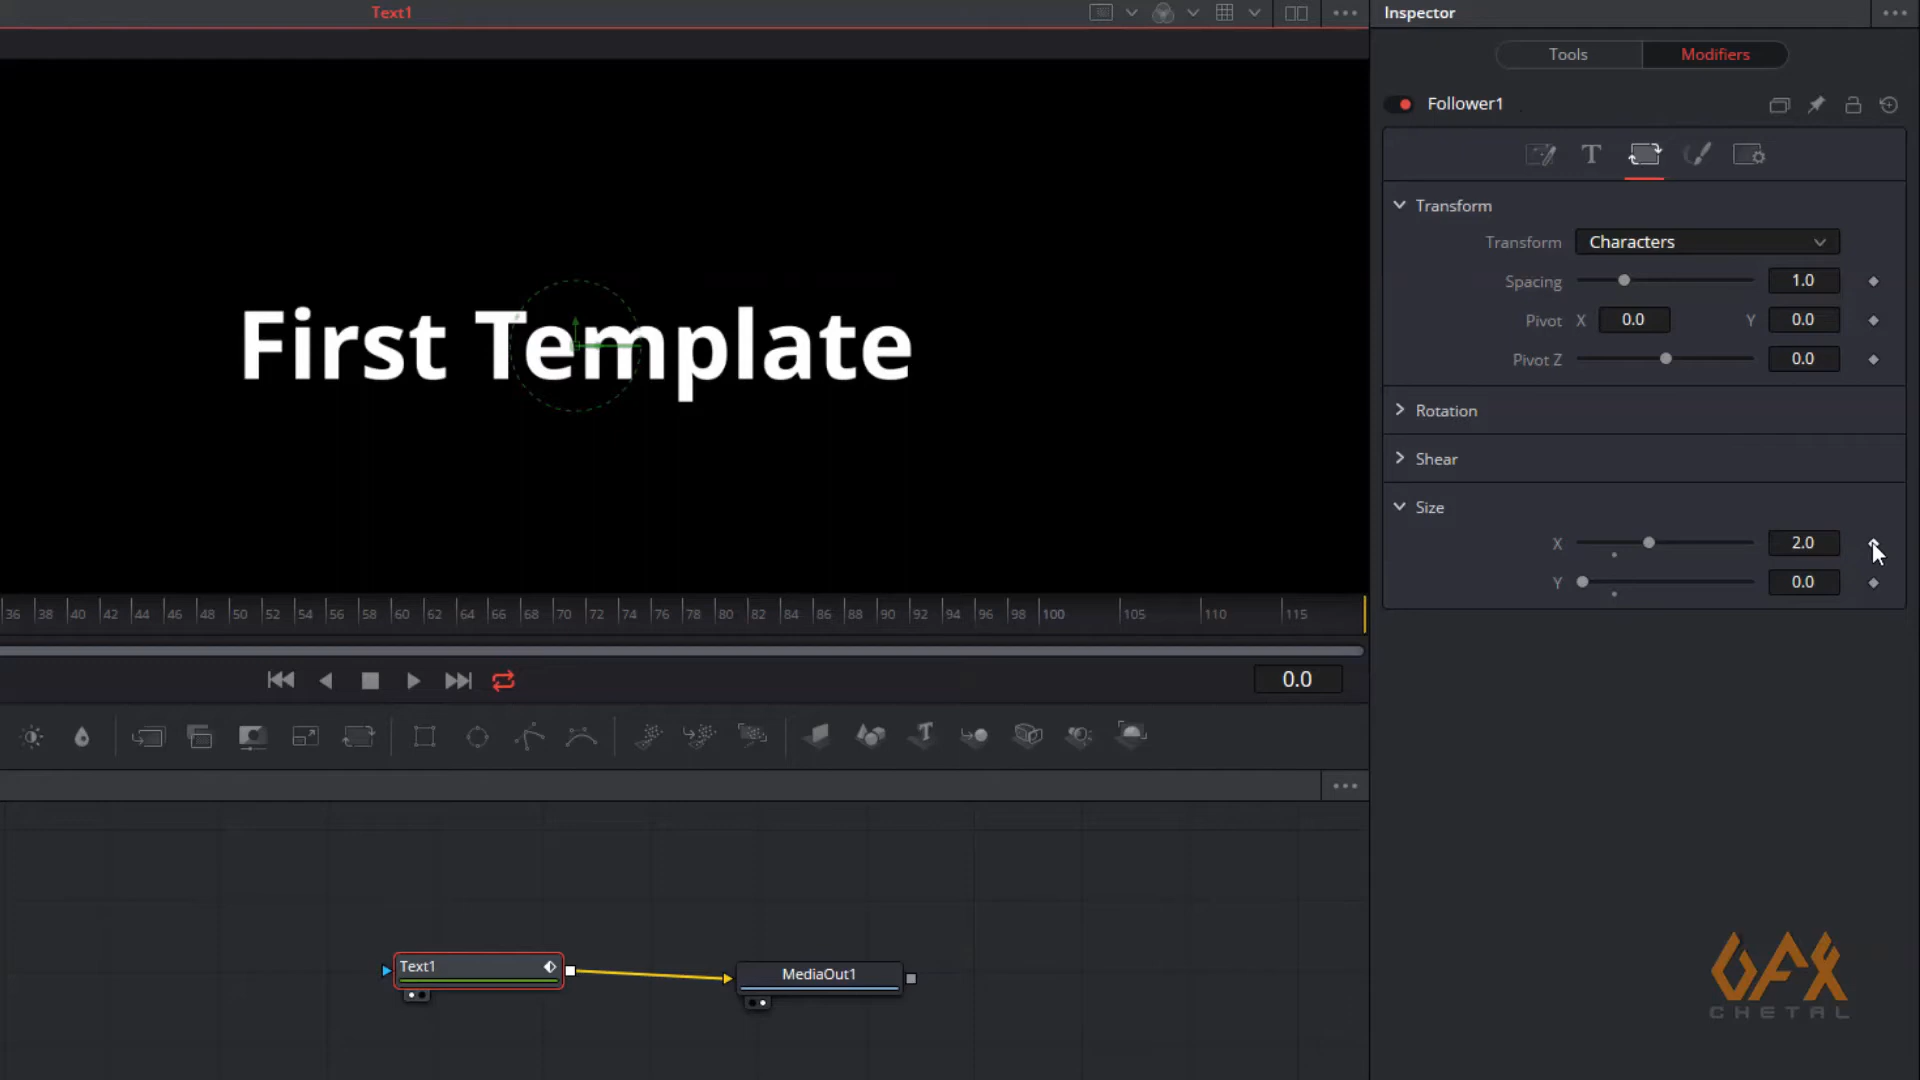 Text1
Inspector
Tools
Modifiers
Follower1
Transform
Transform
Characters
Spacing
1.0
Pivot
X
0.0
Y
0.0
Pivot Z
0.0
Rotation
Shear
Size
X
2.0
Y
0.0
First Template
36 38 40 42 44 46 48 50 52 54 56 58 60 62 64 66 68 70 72 74 76 78 80 82 84 86 88 90 92 94 96 98 100 105 110 115
0.0
T
Text1
MediaOut1
GFX
CHETAL